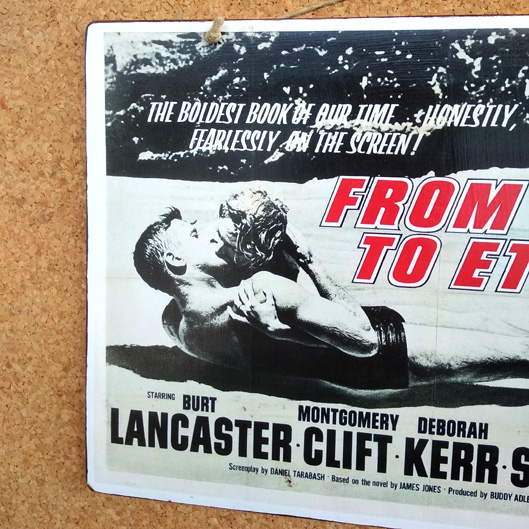 THE BOLDEST BOOK OF OUR TIME... HONESTLY,
FEARLESSLY ON THE SCREEN!
FROM
TO ET
STARRING BURT LANCASTER · MONTGOMERY CLIFT · DEBORAH KERR · S
Screenplay by DANIEL TARABASH · Based on the novel by JAMES JONES · Produced by BUDDY ADLE